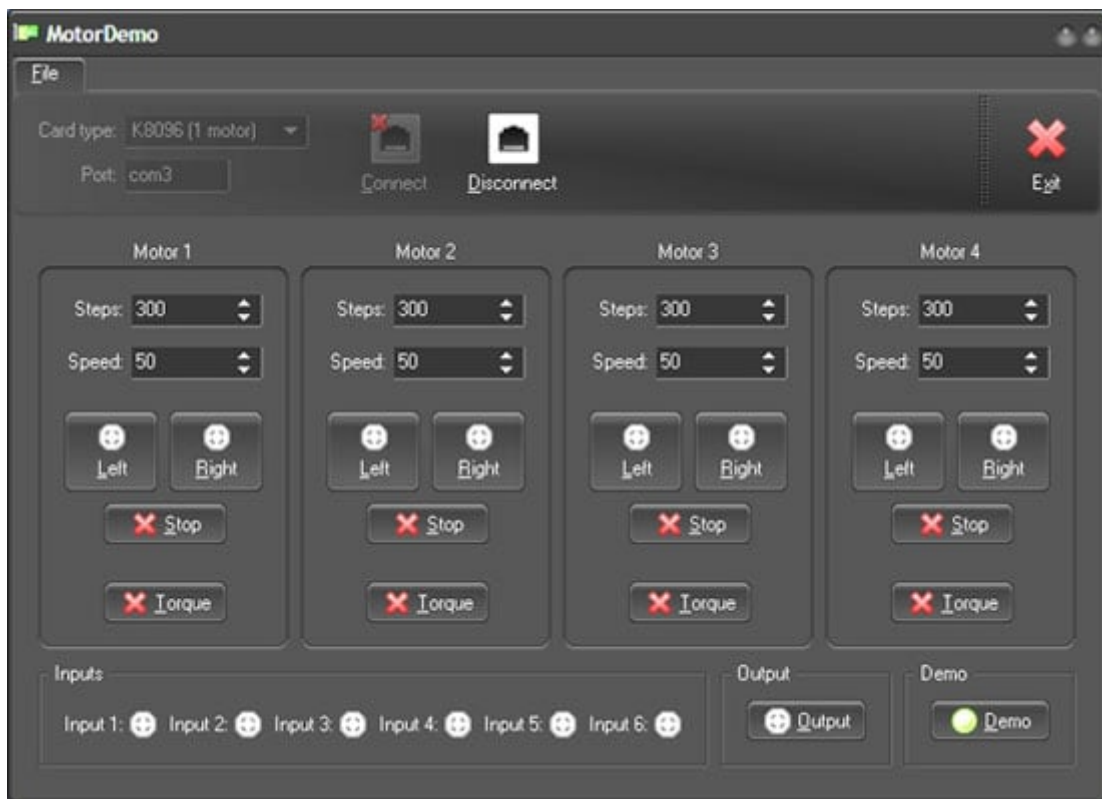 MotorDemo
File
Card type: K8096 (1 motor)
Port: com3
Connect
Disconnect
Exit
Motor 1
Steps: 300
Speed: 50
Left
Right
Stop
Torque
Motor 2
Steps: 300
Speed: 50
Left
Right
Stop
Torque
Motor 3
Steps: 300
Speed: 50
Left
Right
Stop
Torque
Motor 4
Steps: 300
Speed: 50
Left
Right
Stop
Torque
Inputs
Input 1: Input 2: Input 3: Input 4: Input 5: Input 6:
Output
Output
Demo
Demo